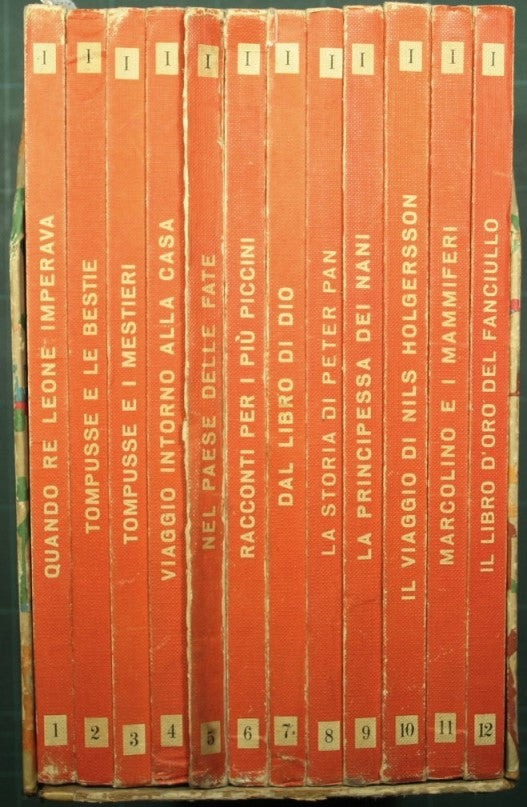 I
QUANDO RE LEONE IMPERAVA
1
I
TOMPUSSE E LE BESTIE
2
I
TOMPUSSE E I MESTIERI
3
I
VIAGGIO INTORNO ALLA CASA
4
I
NEL PAESE DELLE FATE
5
I
RACCONTI PER I PIÙ PICCINI
6
I
DAL LIBRO DI DIO
7
I
LA STORIA DI PETER PAN
8
I
LA PRINCIPESSA DEI NANI
9
I
IL VIAGGIO DI NILS HOLGERSSON
10
I
MARCOLINO E I MAMMIFERI
11
I
IL LIBRO D'ORO DEL FANCIULLO
12